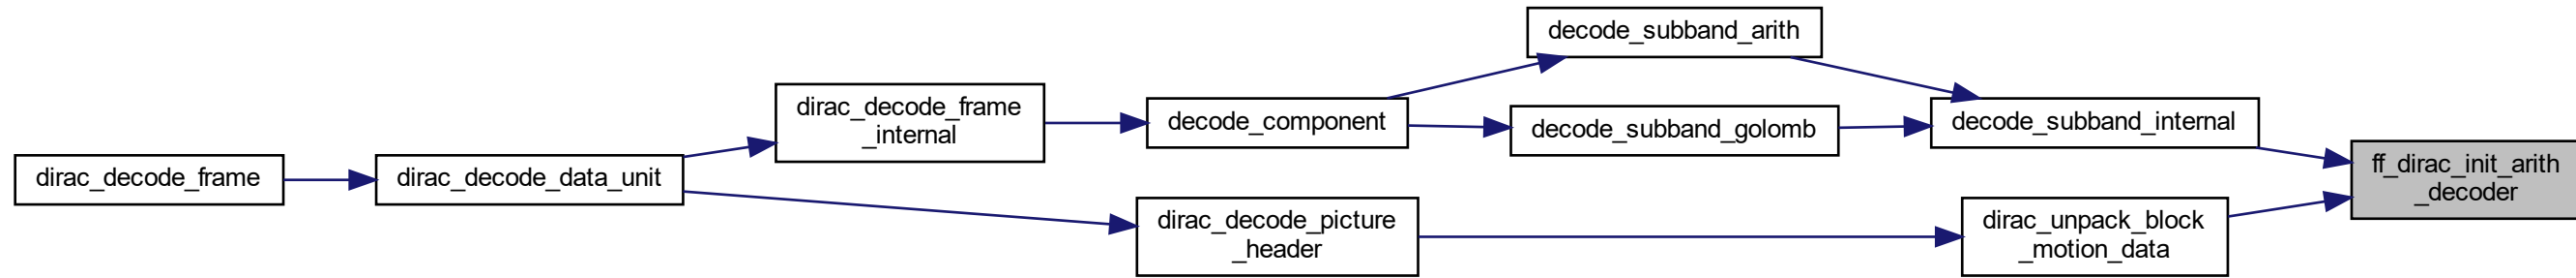 dirac_decode_frame
dirac_decode_data_unit
dirac_decode_frame
_internal
dirac_decode_picture
_header
decode_component
decode_subband_arith
decode_subband_golomb
decode_subband_internal
dirac_unpack_block
_motion_data
ff_dirac_init_arith
_decoder